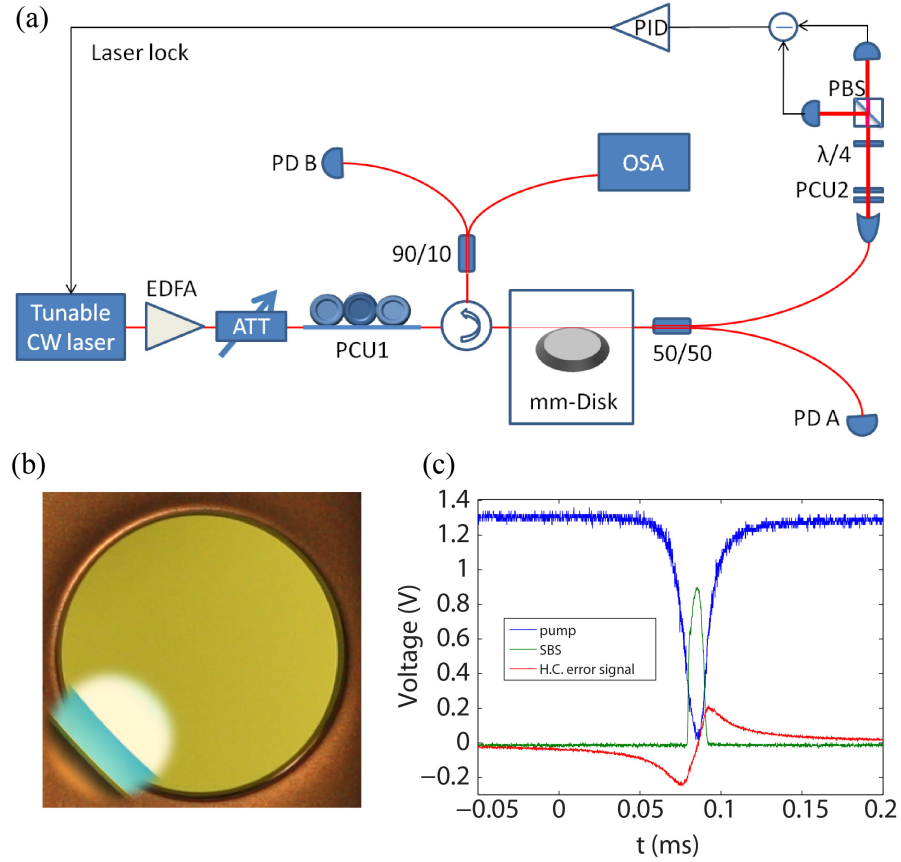 (a)
PID
Laser lock
PBS
PD B
OSA
λ/4
PCU2
90/10
EDFA
Tunable
CW laser
ATT
PCU1
50/50
mm-Disk
PD A
(b)
(c)
1.4
1.2
1
0.8
0.6
0.4
0.2
0
−0.2
Voltage (V)
pump
SBS
H.C. error signal
−0.05
0
0.05
0.1
0.15
0.2
t (ms)